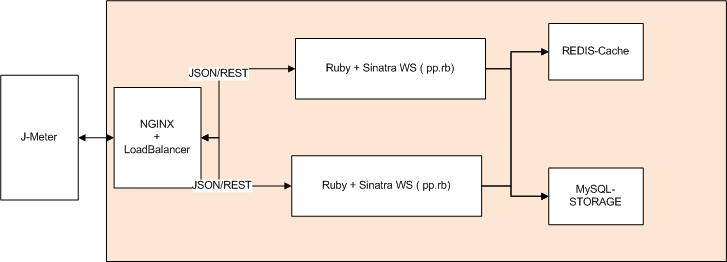 J-Meter
NGINX
+
LoadBalancer
JSON/REST
JSON/REST
Ruby + Sinatra WS ( pp.rb)
Ruby + Sinatra WS ( pp.rb)
REDIS-Cache
MySQL-
STORAGE